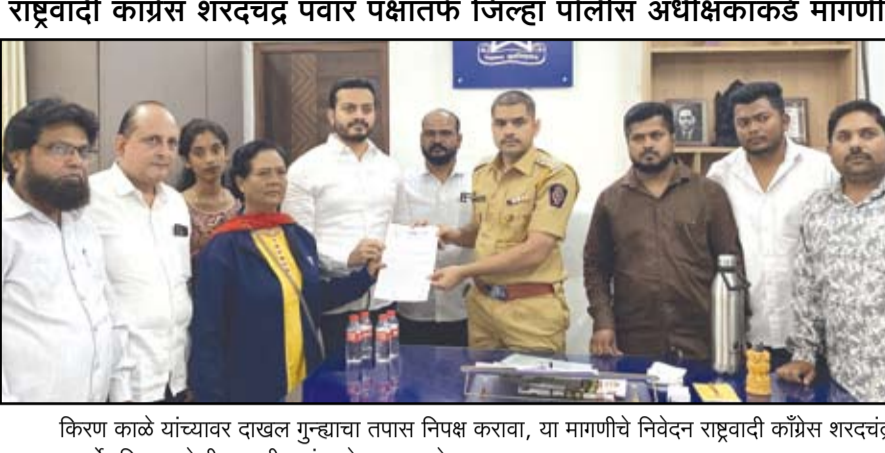 राष्ट्रवादी काँग्रेस शरदचंद्र पवार पक्षातर्फे जिल्हा पोलीस अधीक्षकांकडे मागणी
किरण काळे यांच्यावर दाखल गुन्ह्याचा तपास निपक्ष करावा, या मागणीचे निवेदन राष्ट्रवादी काँग्रेस शरदचंद्र